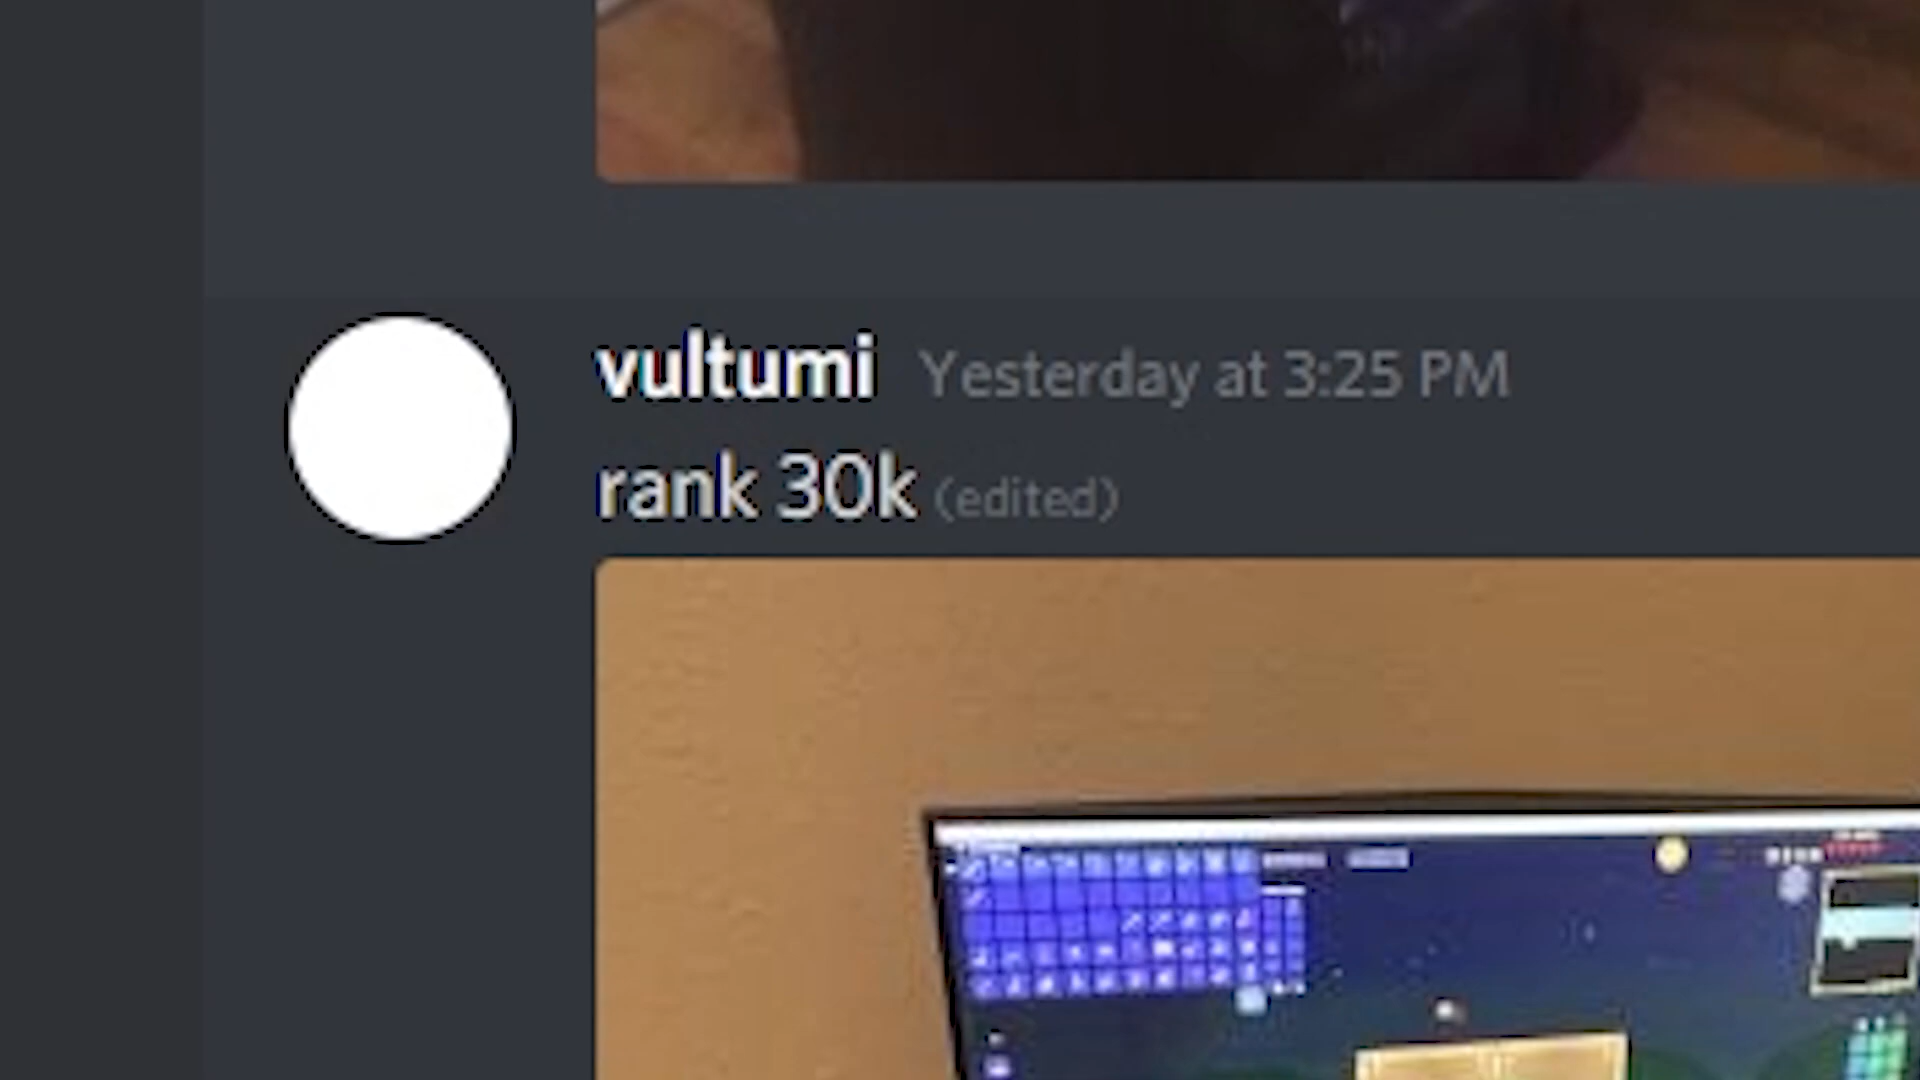 vultumi Yesterday at 3:25 PM
rank 30k (edited)